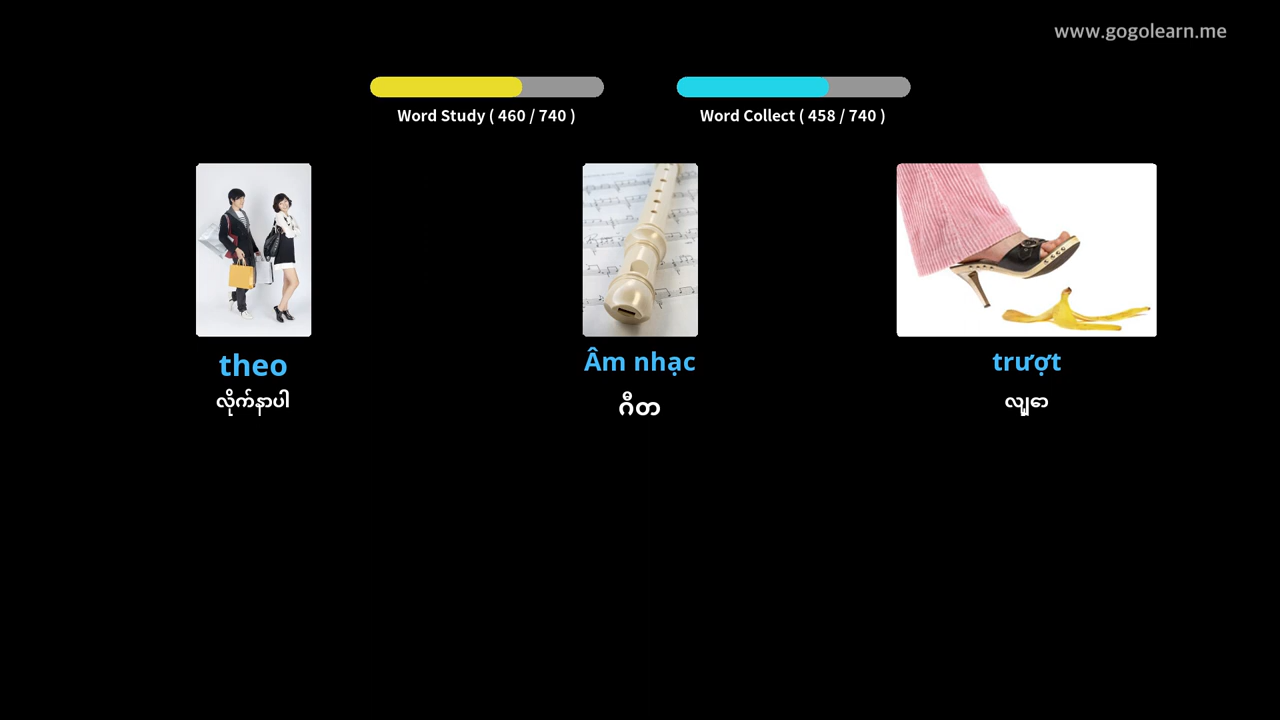 www.gogolearn.me
Word Study ( 460 / 740 )
Word Collect ( 458 / 740 )
theo
Âm nhạc
trượt
လိုက်နာပါ
ဂီတ
လျှော